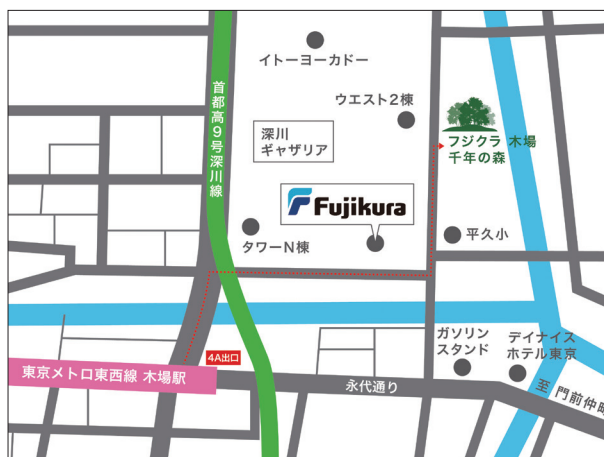 イトーヨーカドー
首都高9号深川線
ウエスト2棟
深川
ギャザリア
フジクラ 木場
千年の森
Fujikura
タワーN棟
平久小
4A出口
東京メトロ東西線 木場駅
ガソリン
スタンド
デイナイス
ホテル東京
永代通り
至 門前仲町